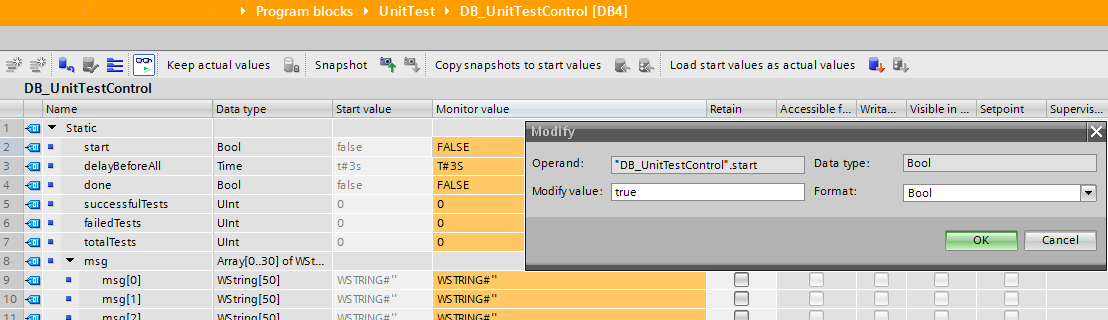 Program blocks UnitTest DB_UnitTestControl [DB4]
Keep actual values Snapshot Copy snapshots to start values Load start values as actual values
DB_UnitTestControl
Name Data type Start value Monitor value Retain Accessible f... Writa... Visible in ... Setpoint Supervis...
1 Static
2 start Bool false FALSE
3 delayBeforeAll Time t#3s T#3S
4 done Bool false FALSE
5 successfulTests UInt 0 0
6 failedTests UInt 0 0
7 totalTests UInt 0 0
8 msg Array[0..30] of WSt...
9 msg[0] WString[50] WSTRING#'' WSTRING#''
10 msg[1] WString[50] WSTRING#'' WSTRING#''
11 msg[2] WString[50] WSTRING#'' WSTRING#''
Modify
Operand: "DB_UnitTestControl".start Data type: Bool
Modify value: true Format: Bool
OK Cancel